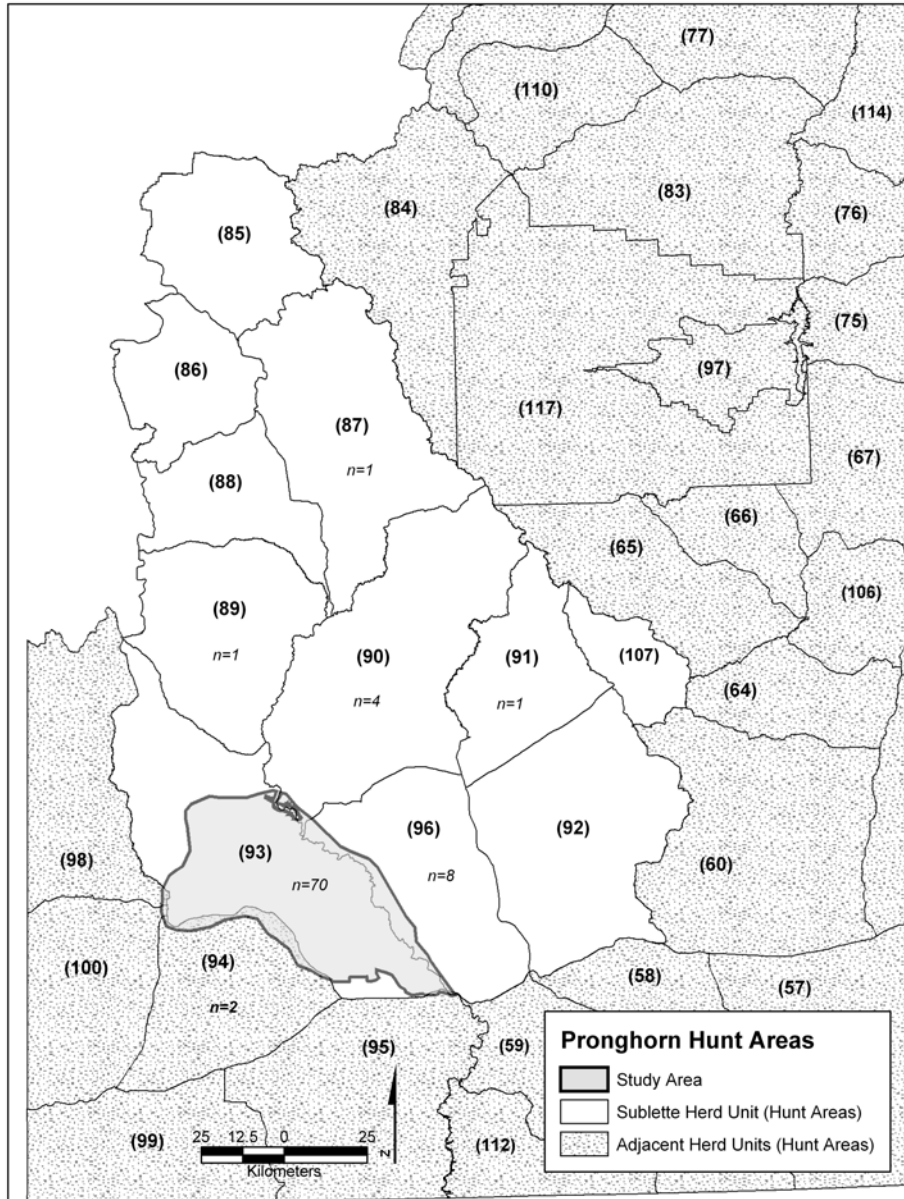 (77)
(110)
(114)
(83)
(84)
(76)
(85)
(75)
(86)
(97)
(117)
(87)
(67)
n=1
(88)
(66)
(65)
(89)
(106)
(90)
(91)
(107)
n=1
n=4
n=1
(64)
(96)
(92)
(93)
(98)
(60)
n=70
n=8
(100)
(94)
(58)
(57)
n=2
(95)
(59)
(99)
(112)
25 12.5 0 25
Kilometers
N
Pronghorn Hunt Areas
Study Area
Sublette Herd Unit (Hunt Areas)
Adjacent Herd Units (Hunt Areas)